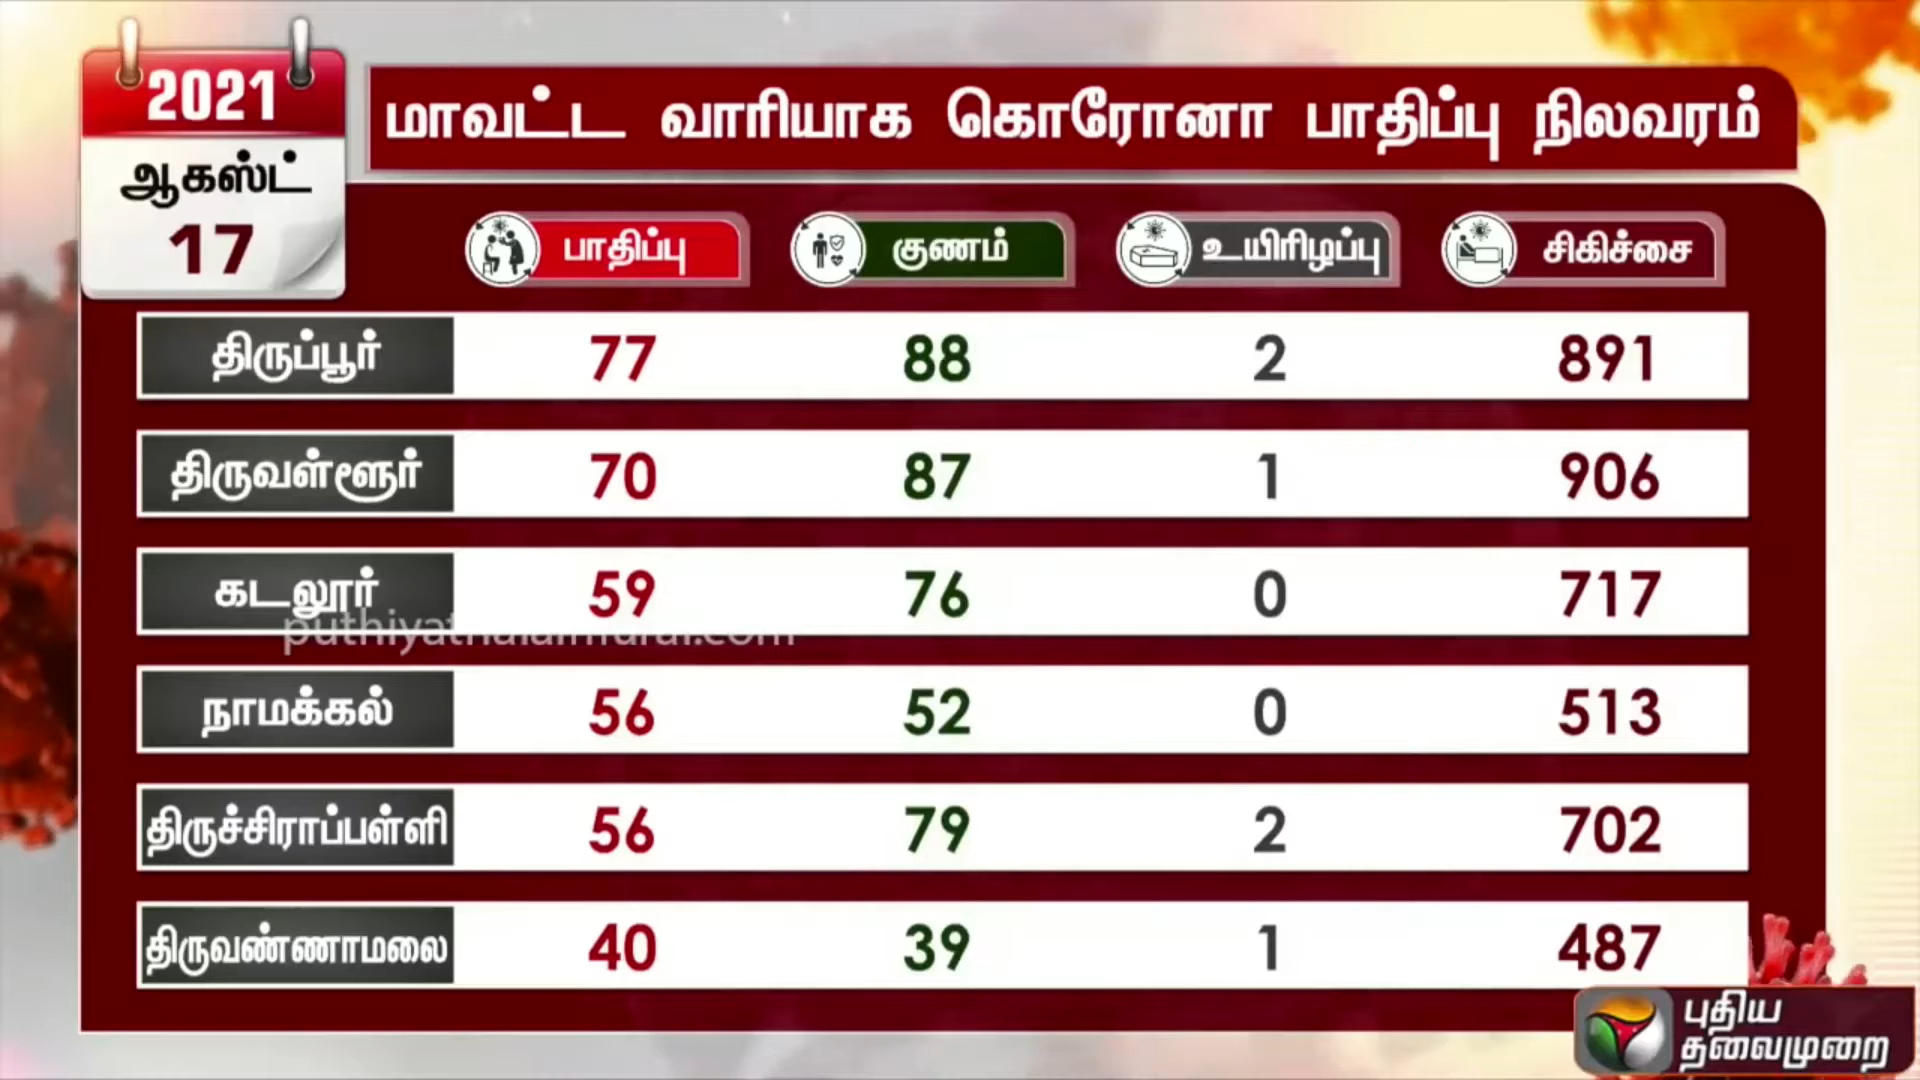 2021
ஆகஸ்ட்
17
மாவட்ட வாரியாக கொரோனா பாதிப்பு நிலவரம்
பாதிப்பு குணம் உயிரிழப்பு சிகிச்சை
திருப்பூர் 77 88 2 891
திருவள்ளூர் 70 87 1 906
கடலூர் 59 76 0 717
puthiyathalaimurai.com
நாமக்கல் 56 52 0 513
திருச்சிராப்பள்ளி 56 79 2 702
திருவண்ணாமலை 40 39 1 487
புதிய
தலைமுறை